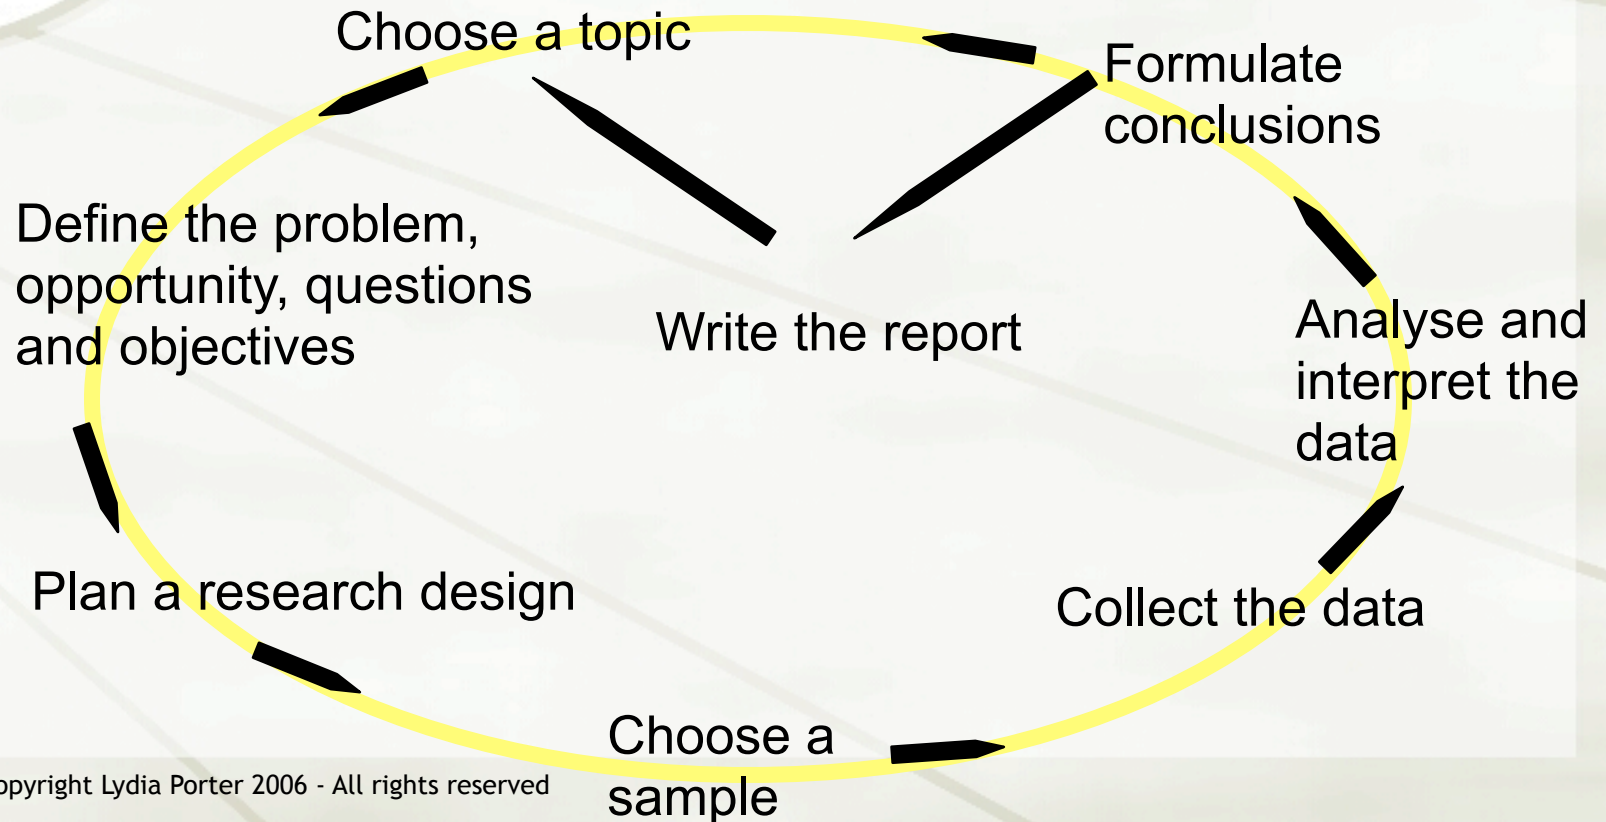 Choose a topic
Formulate
conclusions
Define the problem,
opportunity, questions
and objectives
Write the report
Analyse and
interpret the
data
Plan a research design
Collect the data
Choose a
sample
opyright Lydia Porter 2006 - All rights reserved